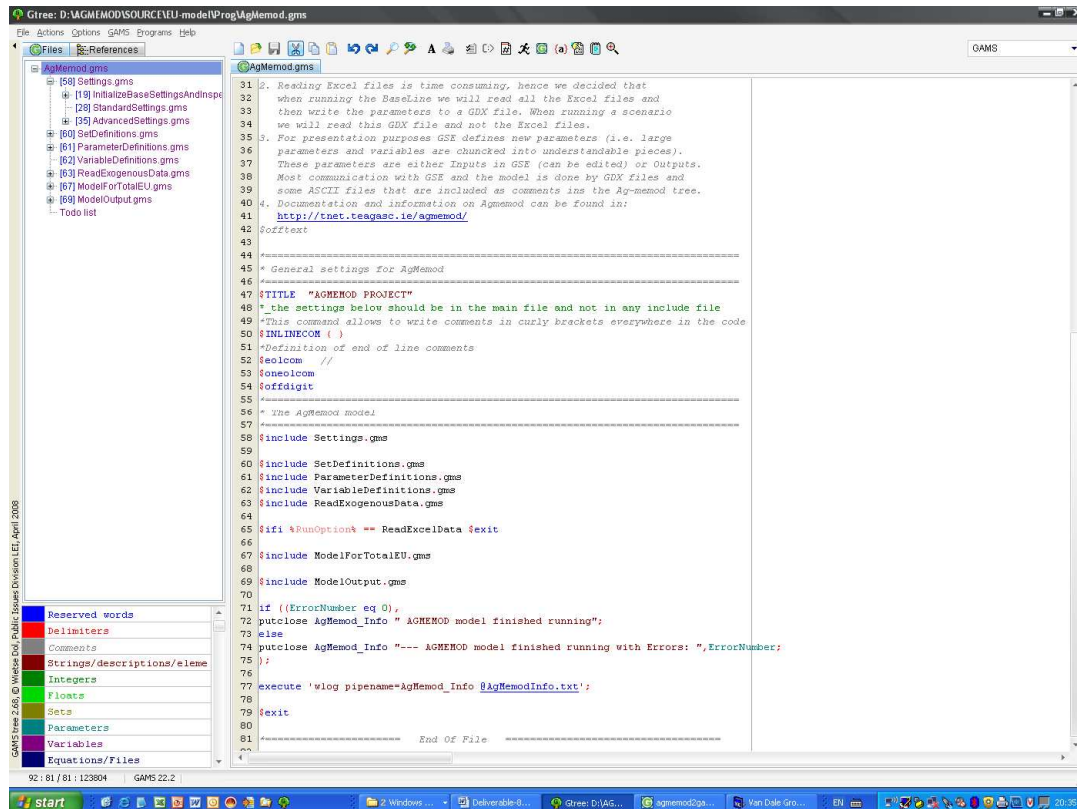 Gtree: D:\AGMEMOD\SOURCE\EU-model\Prog\AgMemod.gms
File Actions Options GAMS Programs Help
Files References
GAMS
AgMemod.gms
[58] Settings.gms
[19] InitializeBaseSettingsAndInspe
[28] StandardSettings.gms
[35] AdvancedSettings.gms
[60] SetDefinitions.gms
[61] ParameterDefinitions.gms
[62] VariableDefinitions.gms
[63] ReadExogenousData.gms
[67] ModelForTotalEU.gms
[69] ModelOutput.gms
Todo list
AgMemod.gms
31 2. Reading Excel files is time consuming, hence we decided that
32 when running the BaseLine we will read all the Excel files and
33 then write the parameters to a GDX file. When running a scenario
34 we will read this GDX file and not the Excel files.
35 3. For presentation purposes GSE defines new parameters (i.e. large
36 parameters and variables are chuncked into understandable pieces).
37 These parameters are either Inputs in GSE (can be edited) or Outputs.
38 Most communication with GSE and the model is done by GDX files and
39 some ASCII files that are included as comments ins the Ag-memod tree.
40 4. Documentation and information on Agmemod can be found in:
41 http://tnet.teagasc.ie/agmemod/
42 $offtext
43
44 *==========================================================================
45 * General settings for AgMemod
46 *==========================================================================
47 $TITLE "AGMEMOD PROJECT"
48 *_the settings below should be in the main file and not in any include file
49 *This command allows to write comments in curly brackets everywhere in the code
50 $INLINECOM { }
51 *Definition of end of line comments
52 $eolcom //
53 $oneolcom
54 $offdigit
55 *==========================================================================
56 * The AgMemod model
57 *==========================================================================
58 $include Settings.gms
59
60 $include SetDefinitions.gms
61 $include ParameterDefinitions.gms
62 $include VariableDefinitions.gms
63 $include ReadExogenousData.gms
64
65 $ifi %RunOption% == ReadExcelData $exit
66
67 $include ModelForTotalEU.gms
68
69 $include ModelOutput.gms
70
71 if ((ErrorNumber eq 0),
72 putclose AgMemod_Info " AGMEMOD model finished running";
73 else
74 putclose AgMemod_Info "--- AGMEMOD model finished running with Errors: ",ErrorNumber;
75 );
76
77 execute 'wlog pipename=AgMemod_Info @AgMemodInfo.txt';
78
79 $exit
80
81 *====================== End Of File ===================================
GAMS tree 2.68, © Wietse Dol, Public Issues Division LEI, April 2008
Reserved words
Delimiters
Comments
Strings/descriptions/eleme
Integers
Floats
Sets
Parameters
Variables
Equations/Files
92 : 81 / 81 : 123804 GAMS 22.2
start
2 Windows ...
Deliverable-8...
Gtree: D:\AG...
agmemod2ga...
Van Dale Gro...
EN
20:35